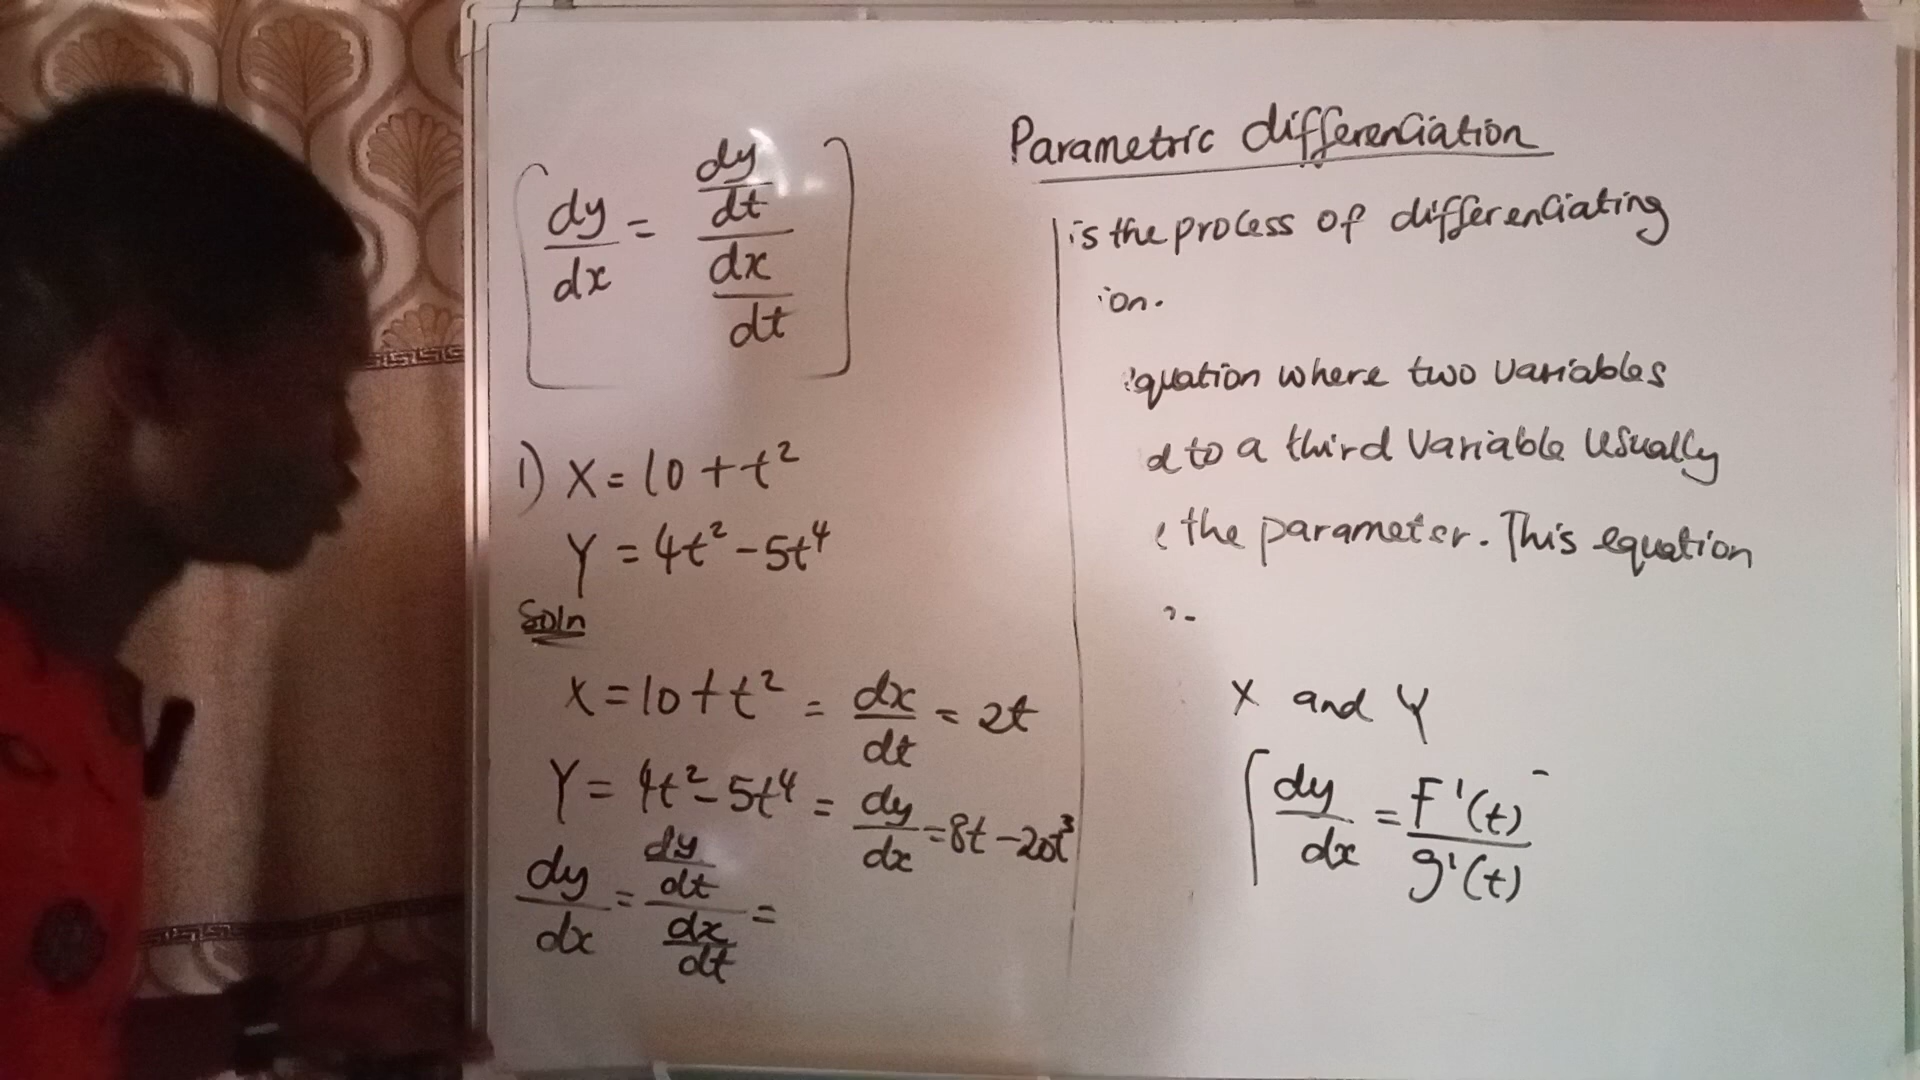 Parametric differenciation
is the process of differenciating
ion.
quation where two variables
d to a third variable usually
the parameter. This equation
X and Y
dy/dx = F'(t)/g'(t)
dy/dx = (dy/dt)/(dx/dt)
1) X = 10 + t²
Y = 4t² - 5t⁴
Soln
X = 10 + t² = dx/dt = 2t
Y = 4t² - 5t⁴ = dy/dx = 8t - 20t³
dy/dx = (dy/dt)/(dx/dt) =